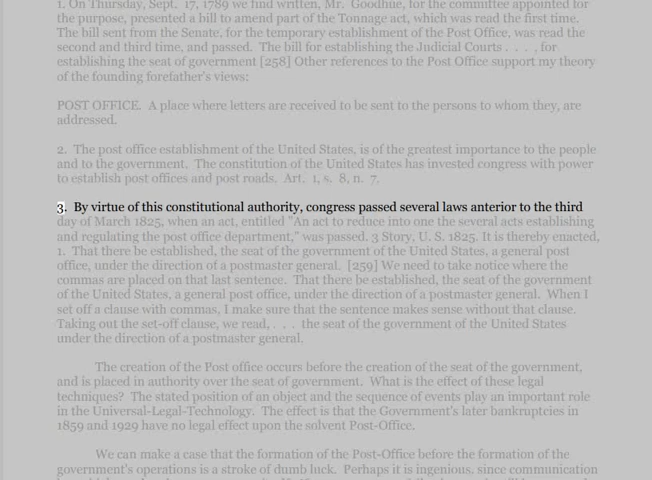 1. On Thursday, Sept. 17, 1789 we find written, Mr. Goodhue, for the committee appointed for
the purpose, presented a bill to amend part of the Tonnage act, which was read the first time.
The bill sent from the Senate, for the temporary establishment of the Post Office, was read the
second and third time, and passed. The bill for establishing the Judicial Courts . . . , for
establishing the seat of government [258] Other references to the Post Office support my theory
of the founding forefather's views:
POST OFFICE. A place where letters are received to be sent to the persons to whom they, are
addressed.
2. The post office establishment of the United States, is of the greatest importance to the people
and to the government. The constitution of the United States has invested congress with power
to establish post offices and post roads. Art. 1, s. 8, n. 7.
3. By virtue of this constitutional authority, congress passed several laws anterior to the third
day of March 1825, when an act, entitled "An act to reduce into one the several acts establishing
and regulating the post office department," was passed. 3 Story, U. S. 1825. It is thereby enacted,
1. That there be established, the seat of the government of the United States, a general post
office, under the direction of a postmaster general. [259] We need to take notice where the
commas are placed on that last sentence. That there be established, the seat of the government
of the United States, a general post office, under the direction of a postmaster general. When I
set off a clause with commas, I make sure that the sentence makes sense without that clause.
Taking out the set-off clause, we read, . . . the seat of the government of the United States
under the direction of a postmaster general.
The creation of the Post office occurs before the creation of the seat of the government,
and is placed in authority over the seat of government. What is the effect of these legal
techniques? The stated position of an object and the sequence of events play an important role
in the Universal-Legal-Technology. The effect is that the Government's later bankruptcies in
1859 and 1929 have no legal effect upon the solvent Post-Office.
We can make a case that the formation of the Post-Office before the formation of the
government's operations is a stroke of dumb luck. Perhaps it is ingenious, since communication